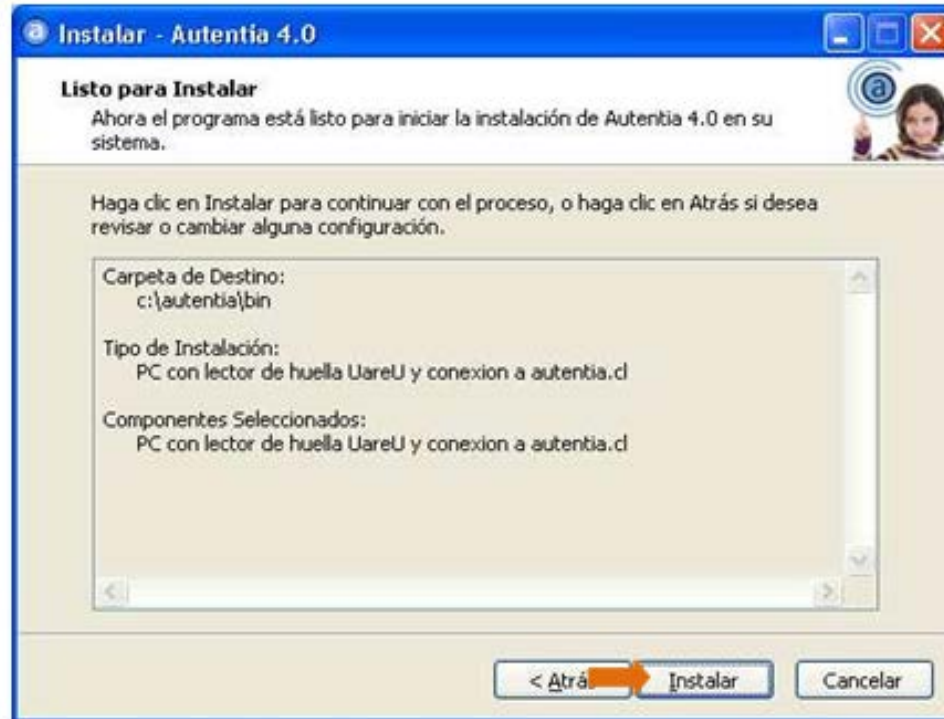 Instalar - Autentia 4.0
Listo para Instalar
Ahora el programa está listo para iniciar la instalación de Autentia 4.0 en su
sistema.
Haga clic en Instalar para continuar con el proceso, o haga clic en Atrás si desea
revisar o cambiar alguna configuración.
Carpeta de Destino:
c:\autentia\bin
Tipo de Instalación:
PC con lector de huella UareU y conexion a autentia.cl
Componentes Seleccionados:
PC con lector de huella UareU y conexion a autentia.cl
< Atrás Instalar Cancelar